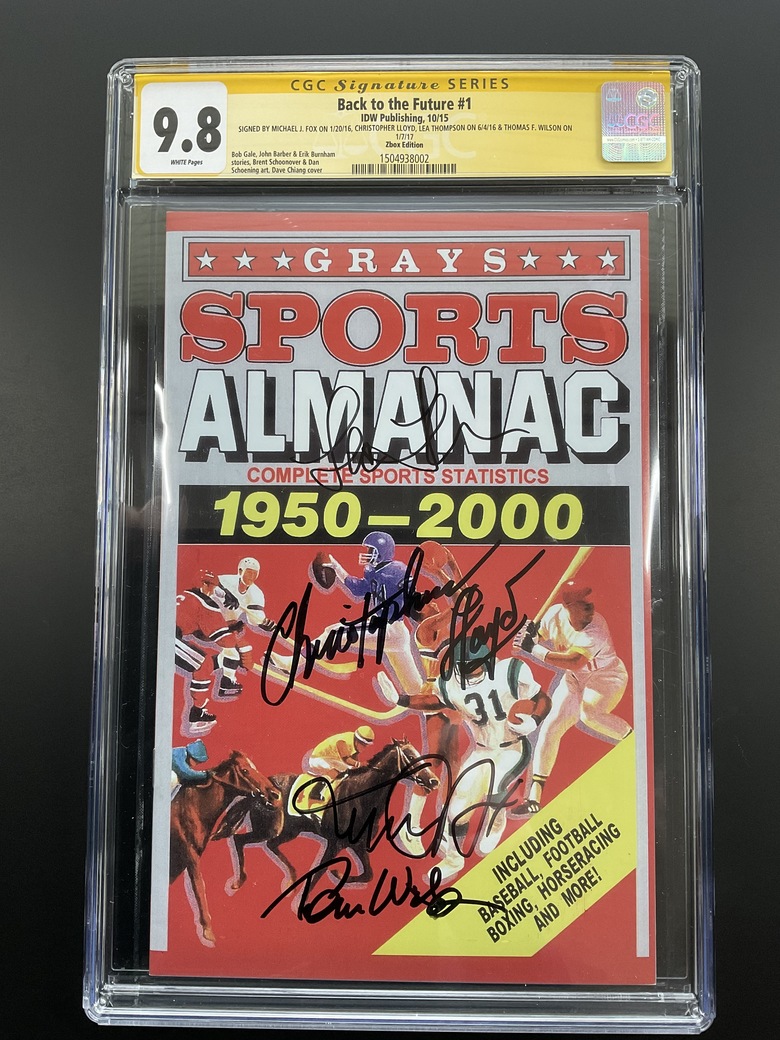 CGC Signature SERIES
9.8
WHITE Pages
Back to the Future #1
IDW Publishing, 10/15
SIGNED BY MICHAEL J. FOX ON 1/20/16, CHRISTOPHER LLOYD, LEA THOMPSON ON 6/4/16 & THOMAS F. WILSON ON
1/7/17
Zbox Edition
Bob Gale, John Barber & Erik Burnham
stories, Brent Schoonover & Dan
Schoening art, Dave Chiang cover
1504938002
CGC
GRAYS
SPORTS
ALMANAC
COMPLETE SPORTS STATISTICS
1950–2000
Christopher Lloyd
31
Tom Wilson
INCLUDING
BASEBALL, FOOTBALL
BOXING, HORSERACING
AND MORE!